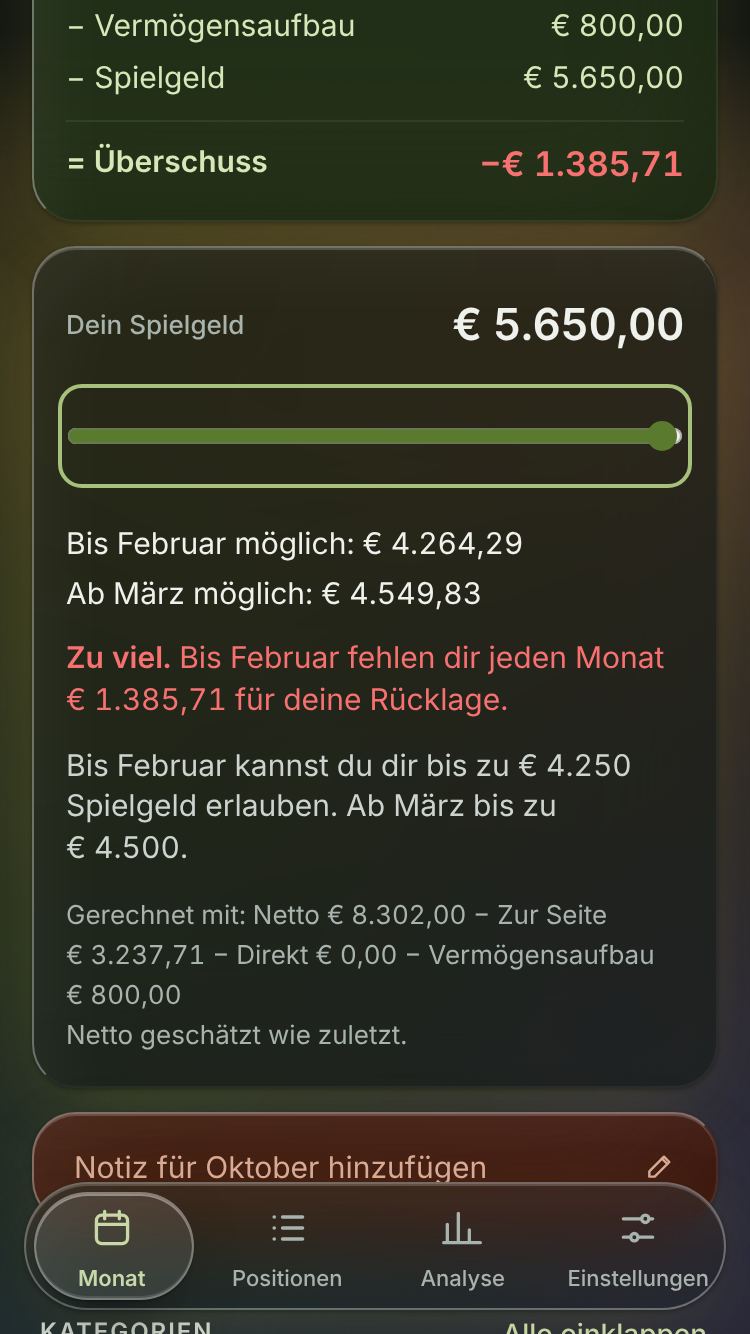 – Vermögensaufbau € 800,00
– Spielgeld € 5.650,00
= Überschuss −€ 1.385,71
Dein Spielgeld € 5.650,00
Bis Februar möglich: € 4.264,29
Ab März möglich: € 4.549,83
Zu viel. Bis Februar fehlen dir jeden Monat
€ 1.385,71 für deine Rücklage.
Bis Februar kannst du dir bis zu € 4.250
Spielgeld erlauben. Ab März bis zu
€ 4.500.
Gerechnet mit: Netto € 8.302,00 − Zur Seite
€ 3.237,71 − Direkt € 0,00 − Vermögensaufbau
€ 800,00
Netto geschätzt wie zuletzt.
Notiz für Oktober hinzufügen
Monat Positionen Analyse Einstellungen
KATEGORIEN Alle einklappen